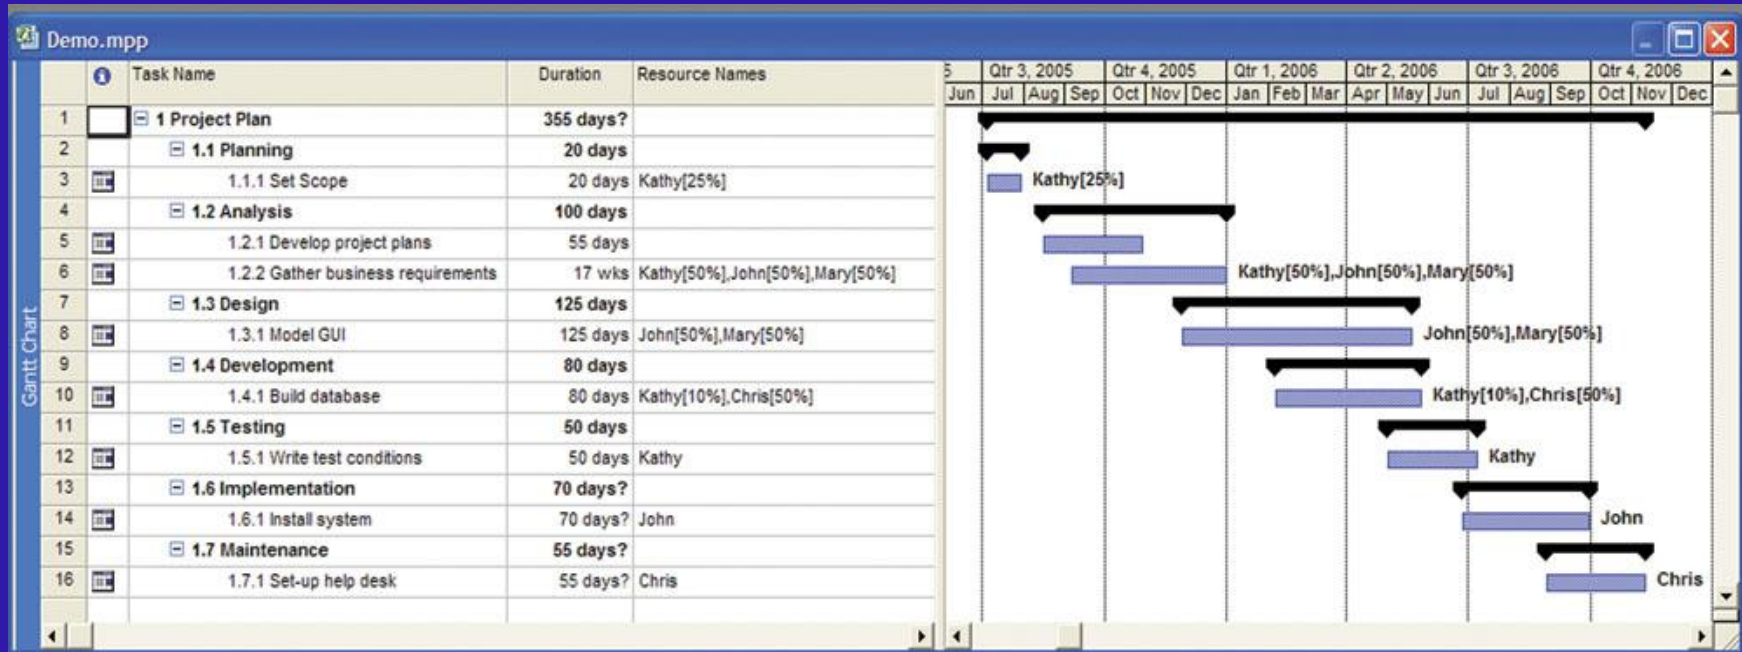 Demo.mpp
Task Name Duration Resource Names
5 Qtr 3, 2005 Qtr 4, 2005 Qtr 1, 2006 Qtr 2, 2006 Qtr 3, 2006 Qtr 4, 2006
Jun Jul Aug Sep Oct Nov Dec Jan Feb Mar Apr May Jun Jul Aug Sep Oct Nov Dec
1 1 Project Plan 355 days?
2 1.1 Planning 20 days
3 1.1.1 Set Scope 20 days Kathy[25%] Kathy[25%]
4 1.2 Analysis 100 days
5 1.2.1 Develop project plans 55 days
6 1.2.2 Gather business requirements 17 wks Kathy[50%],John[50%],Mary[50%] Kathy[50%],John[50%],Mary[50%]
7 1.3 Design 125 days
8 1.3.1 Model GUI 125 days John[50%],Mary[50%] John[50%],Mary[50%]
9 1.4 Development 80 days
10 1.4.1 Build database 80 days Kathy[10%],Chris[50%] Kathy[10%],Chris[50%]
11 1.5 Testing 50 days
12 1.5.1 Write test conditions 50 days Kathy Kathy
13 1.6 Implementation 70 days?
14 1.6.1 Install system 70 days? John John
15 1.7 Maintenance 55 days?
16 1.7.1 Set-up help desk 55 days? Chris Chris
Gantt Chart